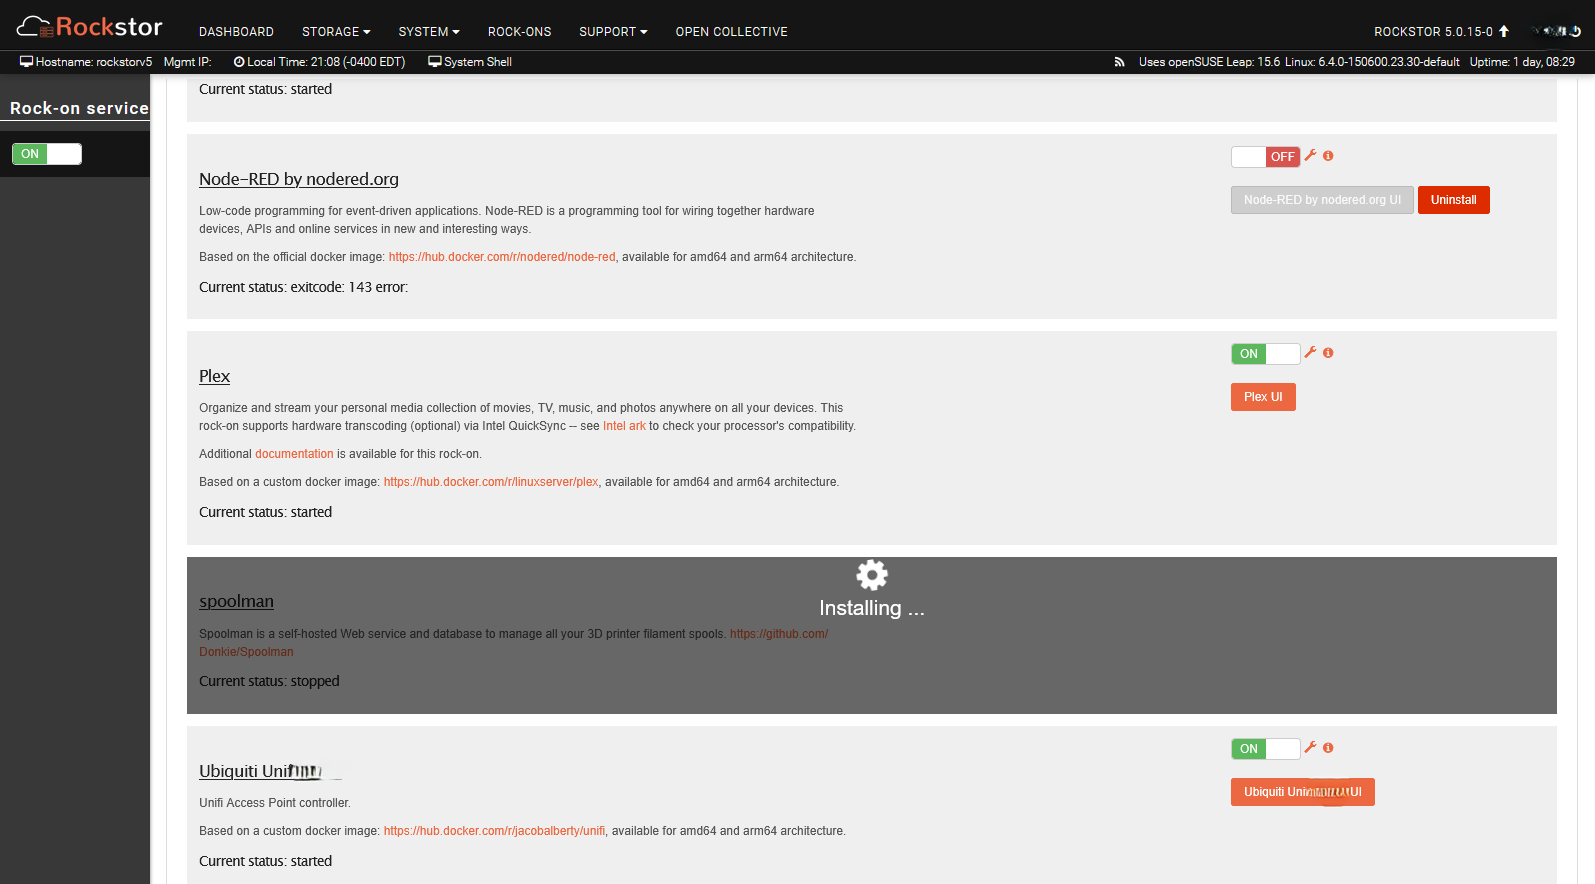 Rockstor
DASHBOARD STORAGE SYSTEM ROCK-ONS SUPPORT OPEN COLLECTIVE ROCKSTOR 5.0.15-0
Hostname: rockstorv5 Mgmt IP: Local Time: 21:08 (-0400 EDT) System Shell Uses openSUSE Leap: 15.6 Linux: 6.4.0-150600.23.30-default Uptime: 1 day, 08:29
Rock-on service
ON
Current status: started
OFF
Node-RED by nodered.org
Node-RED by nodered.org UI Uninstall
Low-code programming for event-driven applications. Node-RED is a programming tool for wiring together hardware
devices, APIs and online services in new and interesting ways.
Based on the official docker image: https://hub.docker.com/r/nodered/node-red, available for amd64 and arm64 architecture.
Current status: exitcode: 143 error:
ON
Plex
Plex UI
Organize and stream your personal media collection of movies, TV, music, and photos anywhere on all your devices. This
rock-on supports hardware transcoding (optional) via Intel QuickSync -- see Intel ark to check your processor's compatibility.
Additional documentation is available for this rock-on.
Based on a custom docker image: https://hub.docker.com/r/linuxserver/plex, available for amd64 and arm64 architecture.
Current status: started
Installing ...
spoolman
Spoolman is a self-hosted Web service and database to manage all your 3D printer filament spools. https://github.com/
Donkie/Spoolman
Current status: stopped
ON
Ubiquiti Unif
Ubiquiti Uni UI
Unifi Access Point controller.
Based on a custom docker image: https://hub.docker.com/r/jacobalberty/unifi, available for amd64 and arm64 architecture.
Current status: started